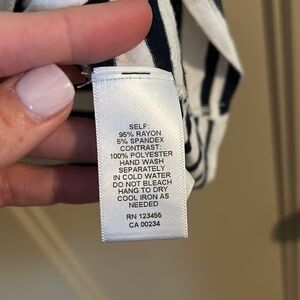 SELF:
95% RAYON
5% SPANDEX
CONTRAST:
100% POLYESTER
HAND WASH
SEPARATELY
IN COLD WATER
DO NOT BLEACH
HANG TO DRY
COOL IRON AS
NEEDED
RN 123455
CA 00234